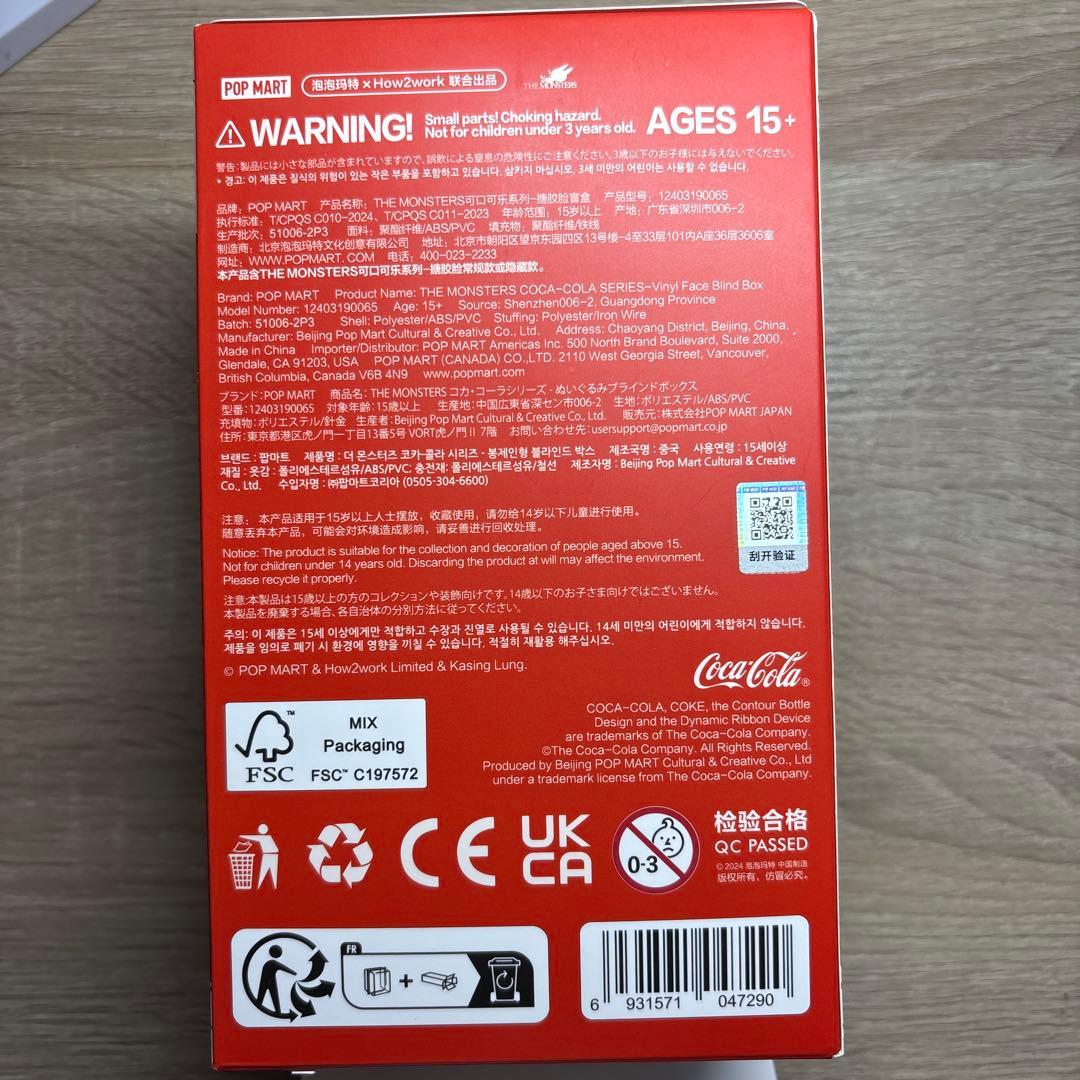 POP MART 泡泡玛特×How2work 联合出品 THE MONSTERS
WARNING! Small parts! Choking hazard. Not for children under 3 years old. AGES 15+
警告:製品には小さな部品が含まれていますので、誤飲による窒息の危険性にご注意ください。3歳以下のお子様には与えないでください。
* 경고: 이 제품은 질식의 위험이 있는 작은 부품을 포함하고 있습니다. 삼키지 마십시오. 3세 미만의 어린이는 사용할 수 없습니다.
品牌：POP MART 产品名称：THE MONSTERS可口可乐系列-搪胶脸盲盒 产品型号：12403190065
执行标准：T/CPQS C010-2024、T/CPQS C011-2023 年龄范围：15岁以上 产地：广东省深圳市006-2
生产批次：51006-2P3 面料：聚酯纤维/ABS/PVC 填充物：聚酯纤维/铁线
制造商：北京泡泡玛特文化创意有限公司 地址：北京市朝阳区望京东园四区13号楼-4至33层101内A座36层3606室
网址：WWW.POPMART. COM 电话：400-023-2233
本产品含THE MONSTERS可口可乐系列-搪胶脸常规款或隐藏款。
Brand: POP MART Product Name: THE MONSTERS COCA-COLA SERIES-Vinyl Face Blind Box
Model Number: 12403190065 Age: 15+ Source: Shenzhen006-2, Guangdong Province
Batch: 51006-2P3 Shell: Polyester/ABS/PVC Stuffing: Polyester/Iron Wire
Manufacturer: Beijing Pop Mart Cultural & Creative Co., Ltd. Address: Chaoyang District, Beijing, China.
Made in China Importer/Distributor: POP MART Americas Inc. 500 North Brand Boulevard, Suite 2000,
Glendale, CA 91203, USA POP MART (CANADA) CO.,LTD. 2110 West Georgia Street, Vancouver,
British Columbia, Canada V6B 4N9 www.popmart.com
ブランド：POP MART 商品名：THE MONSTERS コカ・コーラシリーズ - ぬいぐるみブラインドボックス
型番：12403190065 対象年齢：15歳以上 生産地：中国広東省深セン市006-2 生地：ポリエステル/ABS/PVC
充填物：ポリエステル/針金 生産者：Beijing Pop Mart Cultural & Creative Co., Ltd. 販売元：株式会社POP MART JAPAN
住所：東京都港区虎ノ門一丁目13番5号 VORT虎ノ門Ⅱ 7階 お問い合わせ先：usersupport@popmart.co.jp
브랜드 : 팝마트 제품명 : 더 몬스터즈 코카-콜라 시리즈 - 봉제인형 블라인드 박스 제조국명 : 중국 사용연령 : 15세이상
재질 : 옷감 : 폴리에스테르섬유/ABS/PVC; 충전재: 폴리에스테르섬유/철선 제조자명 : Beijing Pop Mart Cultural & Creative
Co., Ltd. 수입자명 : ㈜팝마트코리아 (0505-304-6600)
刮开验证
注意： 本产品适用于15岁以上人士摆放，收藏使用，请勿给14岁以下儿童进行使用。
随意丢弃本产品，可能会对环境造成影响，请妥善进行回收处理。
Notice: The product is suitable for the collection and decoration of people aged above 15.
Not for children under 14 years old. Discarding the product at will may affect the environment.
Please recycle it properly.
注意:本製品は15歳以上の方のコレクションや装飾向けです。14歳以下のお子さま向けではございません。
本製品を廃棄する場合、各自治体の分別方法に従ってください。
주의: 이 제품은 15세 이상에게만 적합하고 수장과 진열로 사용될 수 있습니다. 14세 미만의 어린이에게 적합하지 않습니다.
제품을 임의로 폐기 시 환경에 영향을 끼칠 수 있습니다. 적절히 재활용 해주십시오.
© POP MART & How2work Limited & Kasing Lung.
Coca-Cola®
COCA-COLA, COKE, the Contour Bottle
Design and the Dynamic Ribbon Device
are trademarks of The Coca-Cola Company.
©The Coca-Cola Company. All Rights Reserved.
Produced by Beijing POP MART Cultural & Creative Co., Ltd
under a trademark license from The Coca-Cola Company.
FSC™
MIX
Packaging
FSC™ C197572
CE
UK
CA
0-3
检验合格
QC PASSED
© 2024 泡泡玛特 中国制造
版权所有，仿冒必究。
FR
6 931571 047290